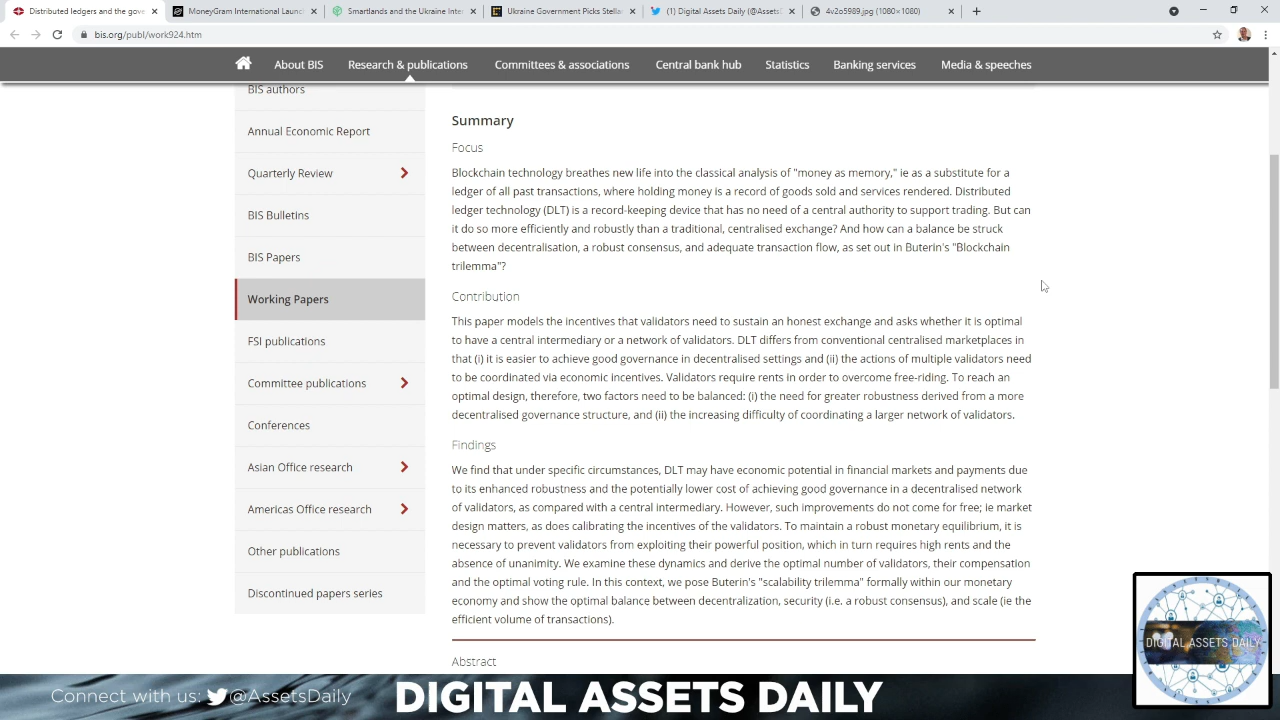 Distributed ledgers and the gove
MoneyGram International Launch
Smartlands and the Ukraine Inte
Ukraine Government Picks Stella
(1) Digital Assets Daily (@Assets
4v2o5989.jpg (1080×1080)
bis.org/publ/work924.htm
About BIS
Research & publications
Committees & associations
Central bank hub
Statistics
Banking services
Media & speeches
BIS authors
Annual Economic Report
Quarterly Review
BIS Bulletins
BIS Papers
Working Papers
FSI publications
Committee publications
Conferences
Asian Office research
Americas Office research
Other publications
Discontinued papers series
Summary
Focus
Blockchain technology breathes new life into the classical analysis of "money as memory," ie as a substitute for a
ledger of all past transactions, where holding money is a record of goods sold and services rendered. Distributed
ledger technology (DLT) is a record-keeping device that has no need of a central authority to support trading. But can
it do so more efficiently and robustly than a traditional, centralised exchange? And how can a balance be struck
between decentralisation, a robust consensus, and adequate transaction flow, as set out in Buterin's "Blockchain
trilemma"?
Contribution
This paper models the incentives that validators need to sustain an honest exchange and asks whether it is optimal
to have a central intermediary or a network of validators. DLT differs from conventional centralised marketplaces in
that (i) it is easier to achieve good governance in decentralised settings and (ii) the actions of multiple validators need
to be coordinated via economic incentives. Validators require rents in order to overcome free-riding. To reach an
optimal design, therefore, two factors need to be balanced: (i) the need for greater robustness derived from a more
decentralised governance structure, and (ii) the increasing difficulty of coordinating a larger network of validators.
Findings
We find that under specific circumstances, DLT may have economic potential in financial markets and payments due
to its enhanced robustness and the potentially lower cost of achieving good governance in a decentralised network
of validators, as compared with a central intermediary. However, such improvements do not come for free; ie market
design matters, as does calibrating the incentives of the validators. To maintain a robust monetary equilibrium, it is
necessary to prevent validators from exploiting their powerful position, which in turn requires high rents and the
absence of unanimity. We examine these dynamics and derive the optimal number of validators, their compensation
and the optimal voting rule. In this context, we pose Buterin's "scalability trilemma" formally within our monetary
economy and show the optimal balance between decentralization, security (i.e. a robust consensus), and scale (ie the
efficient volume of transactions).
Abstract
DIGITAL ASSETS DAILY
Connect with us: @AssetsDaily
DIGITAL ASSETS DAILY